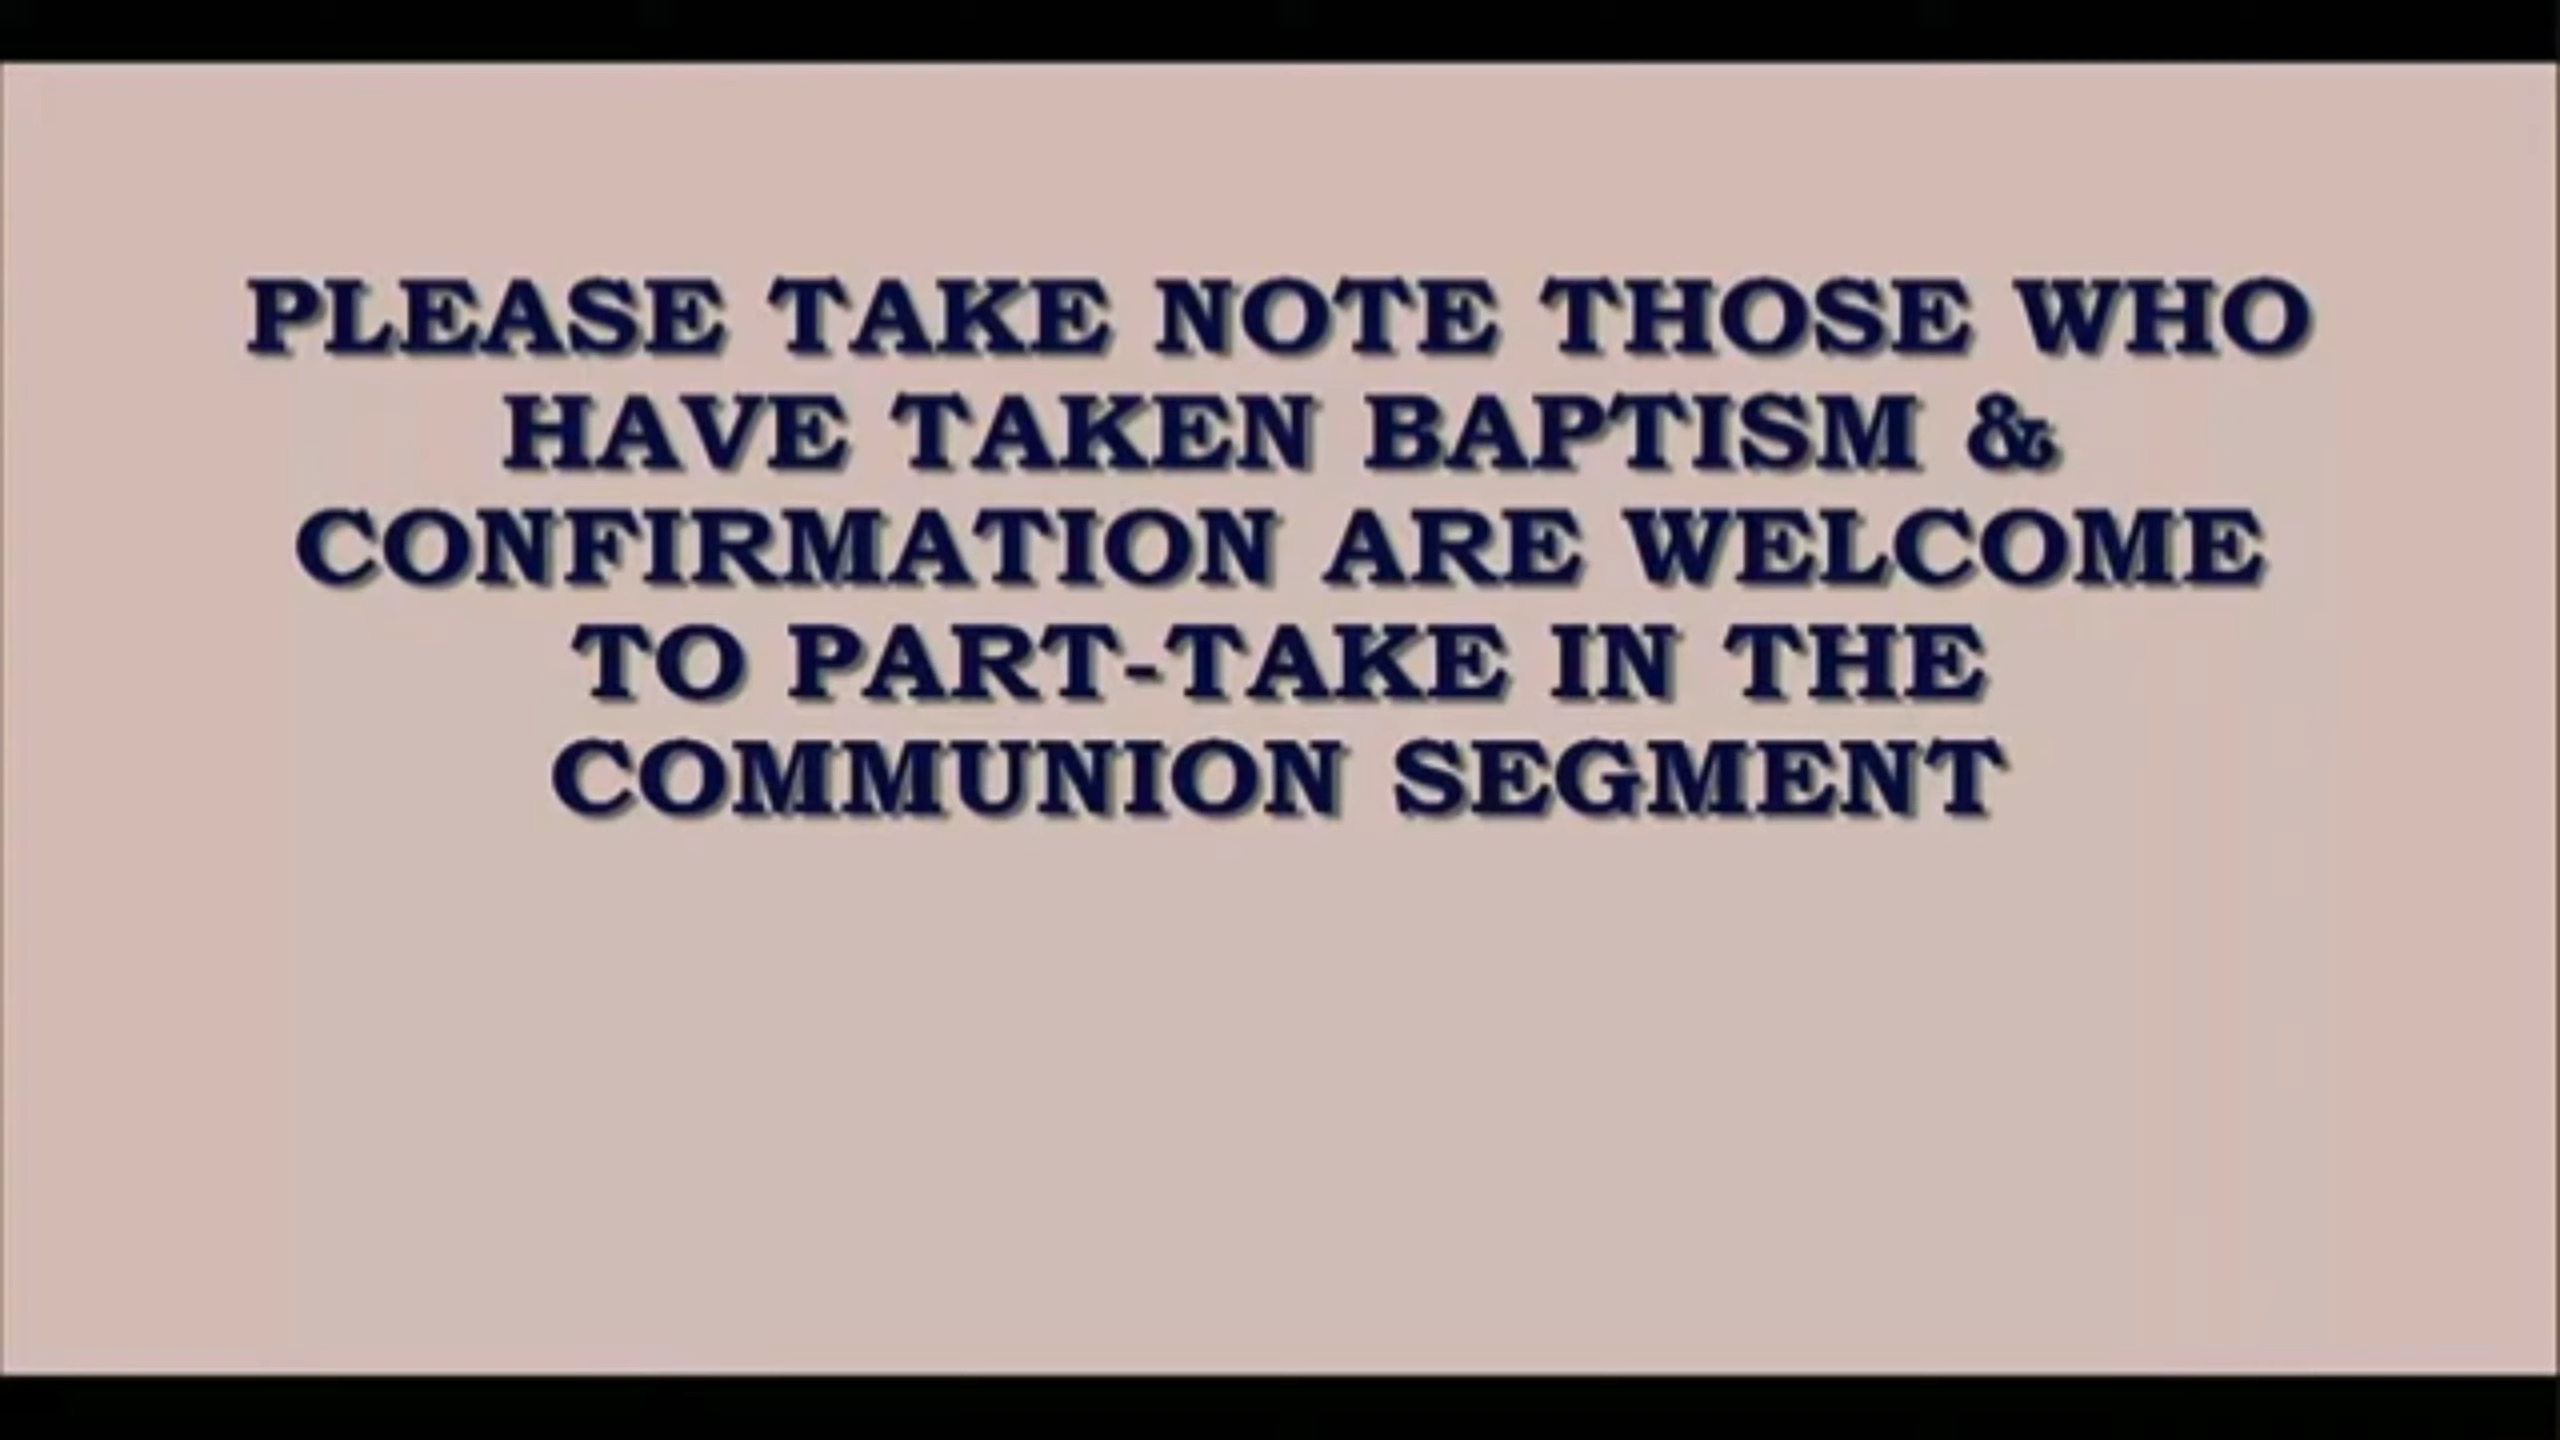 PLEASE TAKE NOTE THOSE WHO
HAVE TAKEN BAPTISM &
CONFIRMATION ARE WELCOME
TO PART-TAKE IN THE
COMMUNION SEGMENT